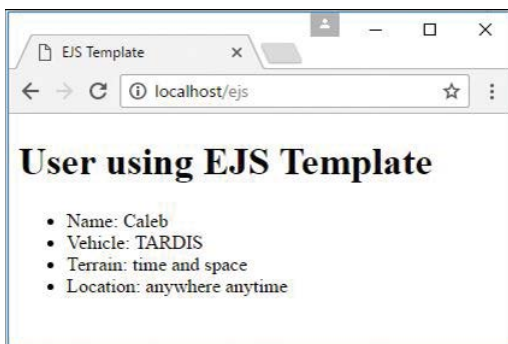 EJS Template
localhost/ejs
User using EJS Template
Name: Caleb
Vehicle: TARDIS
Terrain: time and space
Location: anywhere anytime